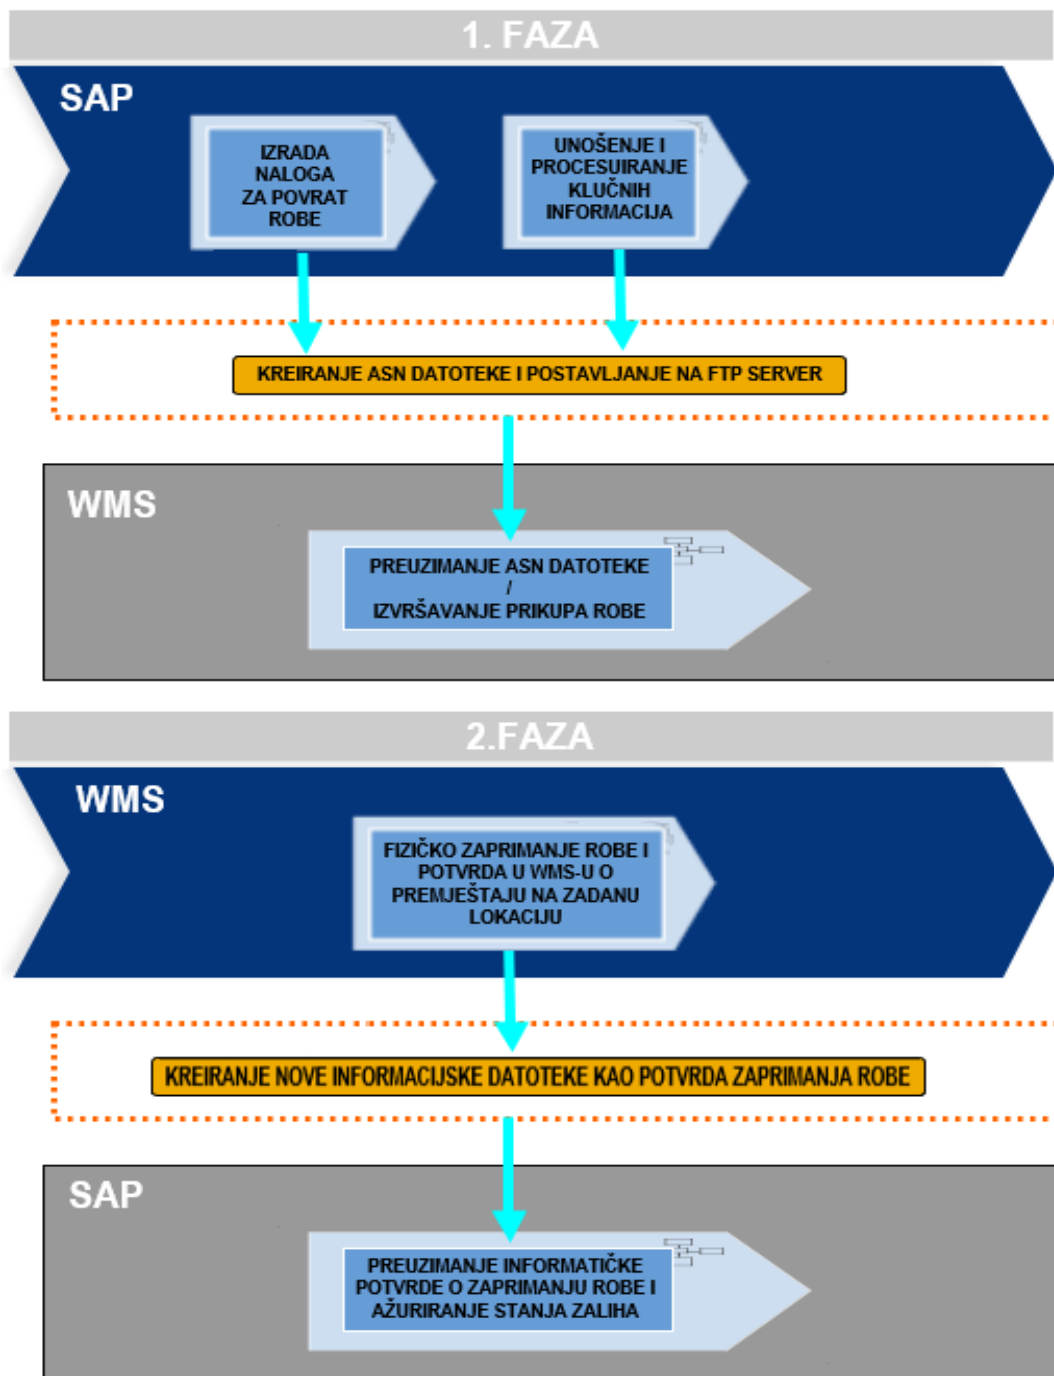 1. FAZA
SAP
IZRADA
NALOGA
ZA POVRAT
ROBE
UNOŠENJE I
PROCESUIRANJE
KLUČNIH
INFORMACIJA
KREIRANJE ASN DATOTEKE I POSTAVLJANJE NA FTP SERVER
WMS
PREUZIMANJE ASN DATOTEKE
/
IZVRŠAVANJE PRIKUPA ROBE
2.FAZA
WMS
FIZIČKO ZAPRIMANJE ROBE I
POTVRDA U WMS-U O
PREMJEŠTAJU NA ZADANU
LOKACIJU
KREIRANJE NOVE INFORMACIJSKE DATOTEKE KAO POTVRDA ZAPRIMANJA ROBE
SAP
PREUZIMANJE INFORMATIČKE
POTVRDE O ZAPRIMANJU ROBE I
AŽURIRANJE STANJA ZALIHA